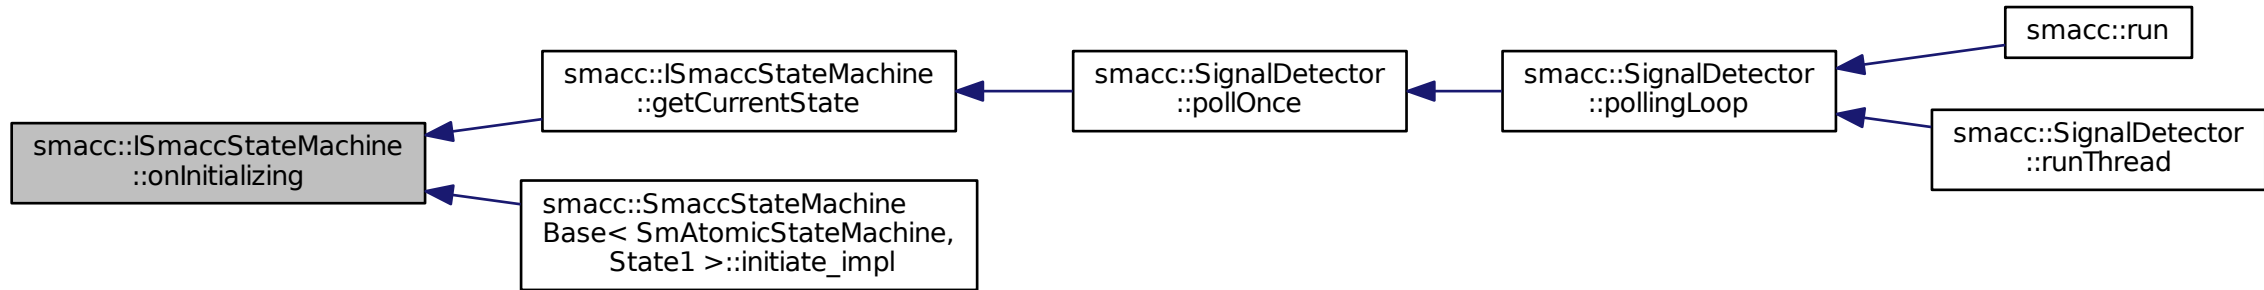 smacc::ISmaccStateMachine
::onInitializing
smacc::ISmaccStateMachine
::getCurrentState
smacc::SmaccStateMachine
Base< SmAtomicStateMachine,
State1 >::initiate_impl
smacc::SignalDetector
::pollOnce
smacc::SignalDetector
::pollingLoop
smacc::run
smacc::SignalDetector
::runThread